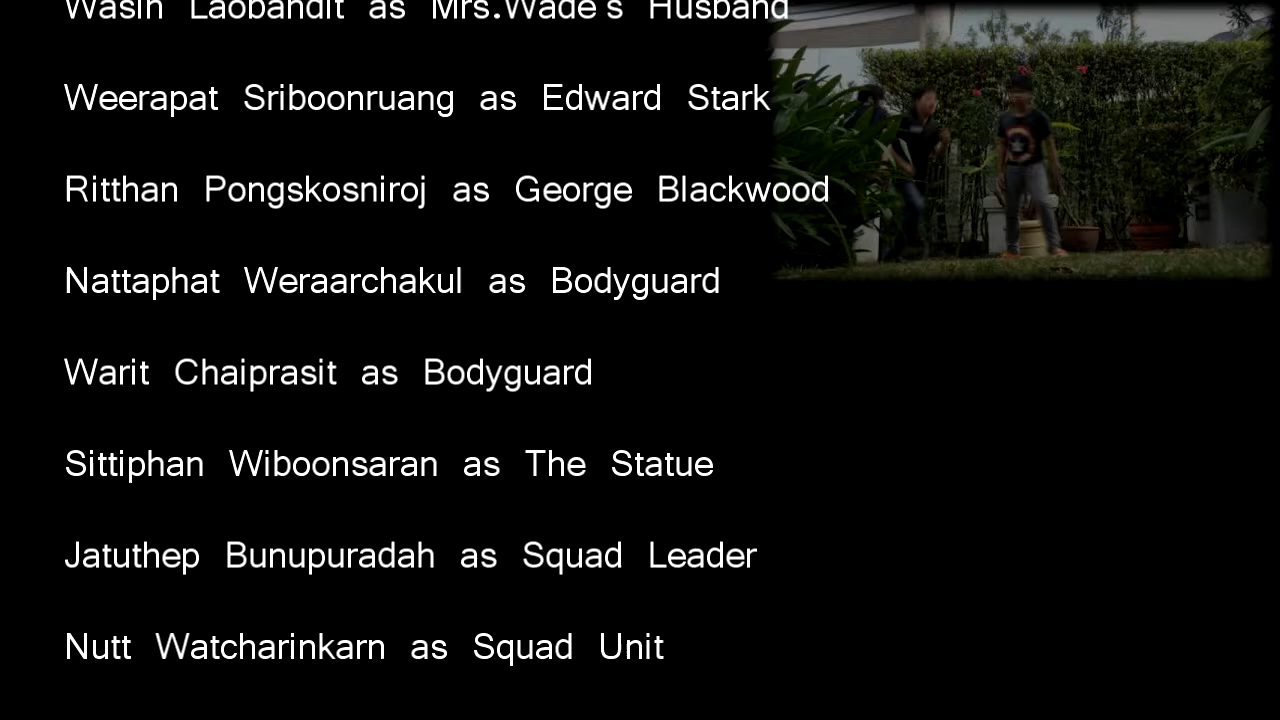 Wasin Laobandit as Mrs.Wade's Husband
Weerapat Sriboonruang as Edward Stark
Ritthan Pongskosniroj as George Blackwood
Nattaphat Weraarchakul as Bodyguard
Warit Chaiprasit as Bodyguard
Sittiphan Wiboonsaran as The Statue
Jatuthep Bunupuradah as Squad Leader
Nutt Watcharinkarn as Squad Unit